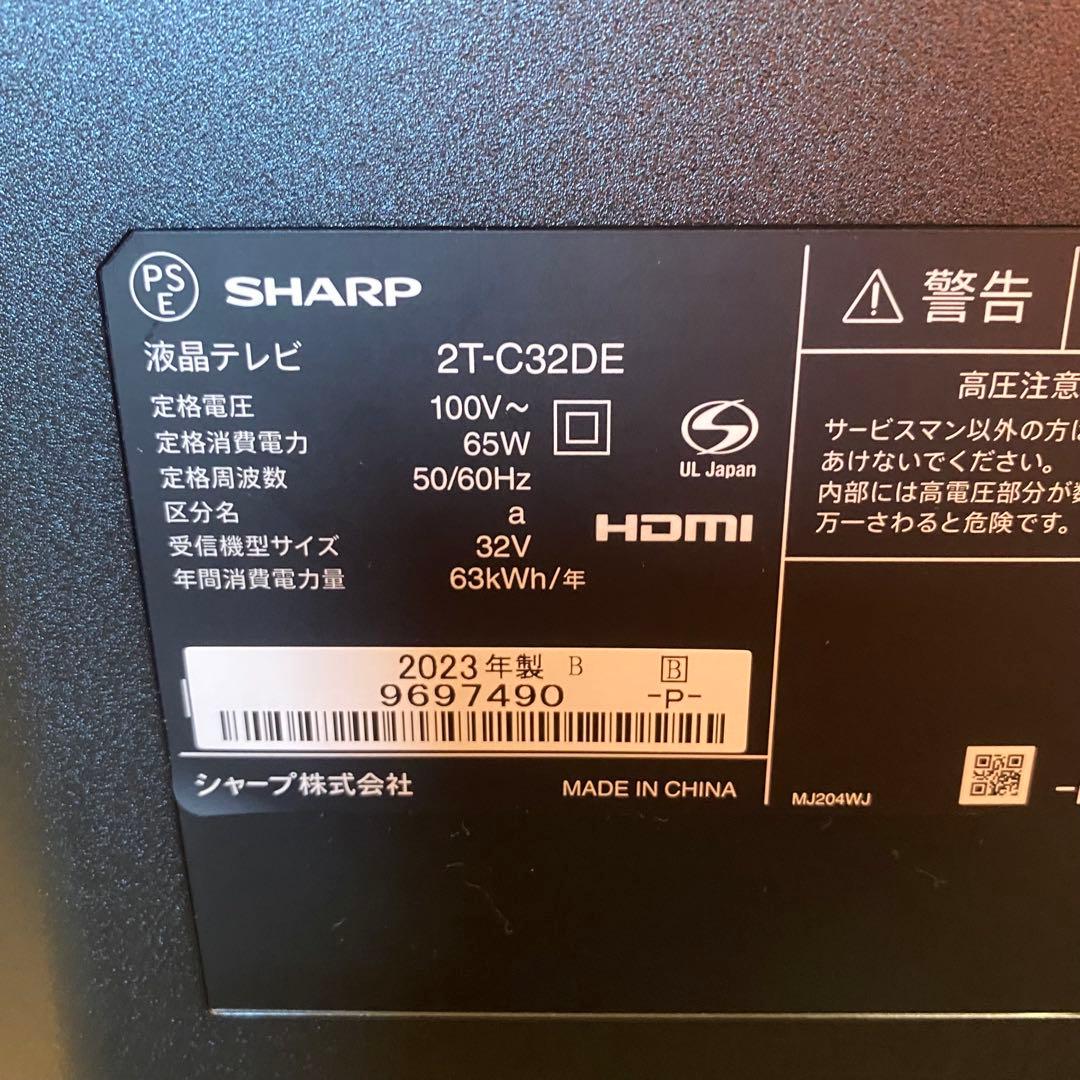 PSE SHARP
液晶テレビ 2T-C32DE
定格電圧 100V~
定格消費電力 65W
定格周波数 50/60Hz
区分名 a
受信機型サイズ 32V
年間消費電力量 63kWh/年
UL Japan
HDMI
2023年製 B B
9697490 -P-
シャープ株式会社 MADE IN CHINA
警告
高圧注意
サービスマン以外の方は
あけないでください。
内部には高電圧部分が数
万一さわると危険です。
MJ204WJ